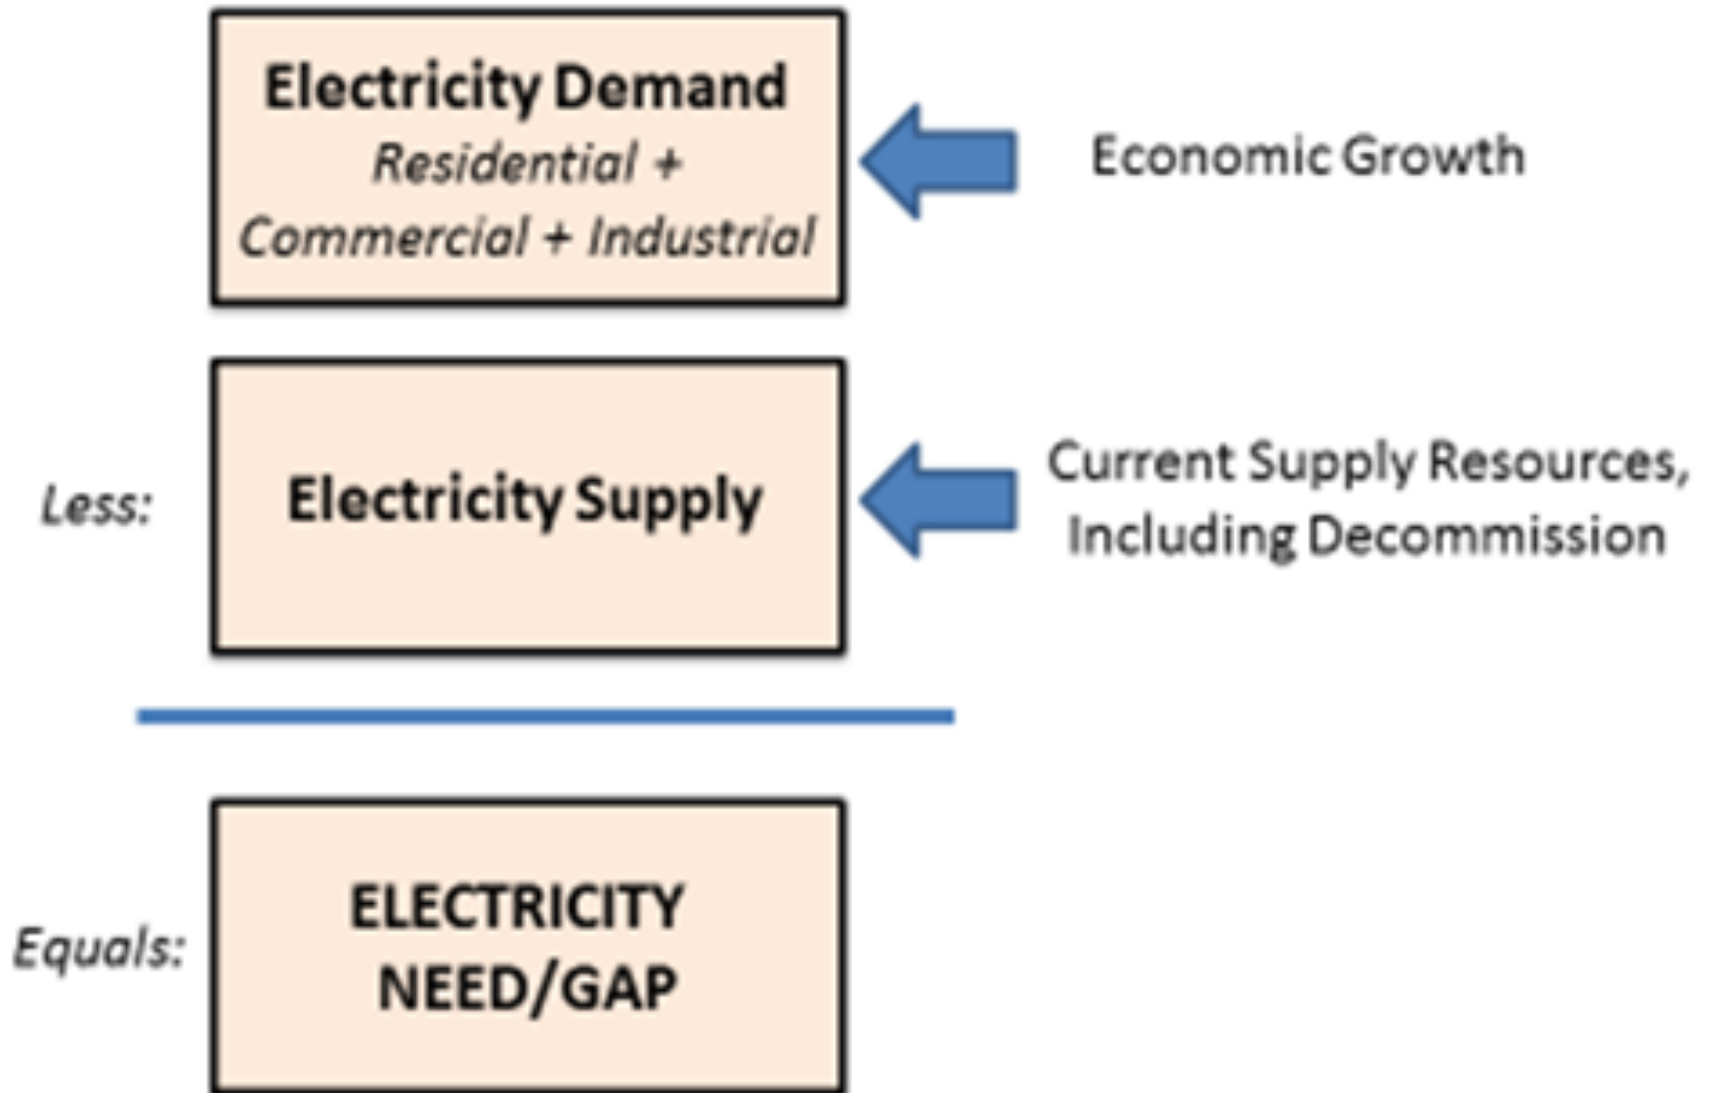 Electricity Demand
Residential +
Commercial + Industrial
Economic Growth
Less:
Electricity Supply
Current Supply Resources,
Including Decommission
Equals:
ELECTRICITY
NEED/GAP